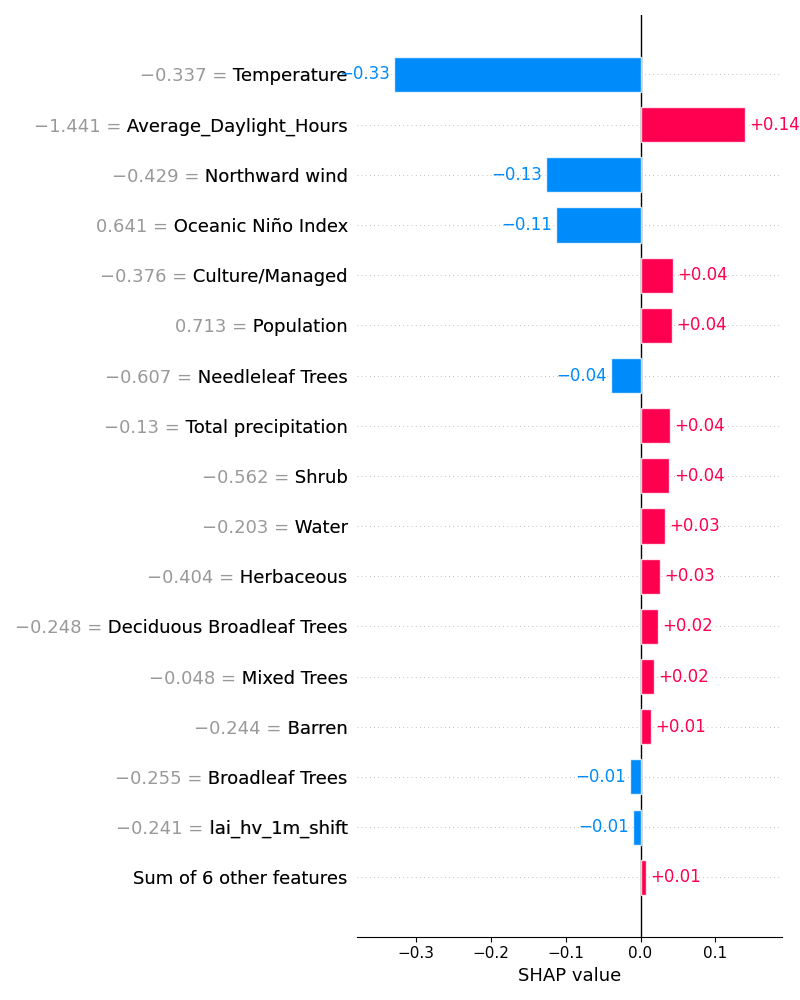 −0.337 = Temperature −0.33
−1.441 = Average_Daylight_Hours +0.14
−0.429 = Northward wind −0.13
0.641 = Oceanic Niño Index −0.11
−0.376 = Culture/Managed +0.04
0.713 = Population +0.04
−0.607 = Needleleaf Trees −0.04
−0.13 = Total precipitation +0.04
−0.562 = Shrub +0.04
−0.203 = Water +0.03
−0.404 = Herbaceous +0.03
−0.248 = Deciduous Broadleaf Trees +0.02
−0.048 = Mixed Trees +0.02
−0.244 = Barren +0.01
−0.255 = Broadleaf Trees −0.01
−0.241 = lai_hv_1m_shift −0.01
Sum of 6 other features +0.01
−0.3 −0.2 −0.1 0.0 0.1
SHAP value